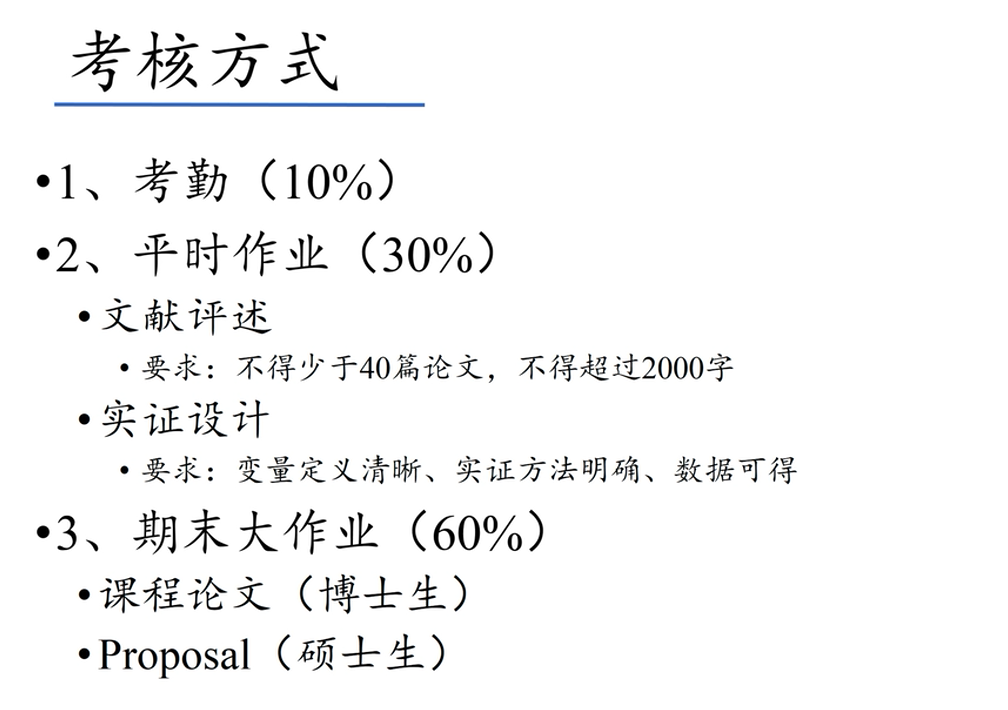 考核方式
•1、考勤（10%）
•2、平时作业（30%）
•文献评述
•要求：不得少于40篇论文，不得超过2000字
•实证设计
•要求：变量定义清晰、实证方法明确、数据可得
•3、期末大作业（60%）
•课程论文（博士生）
•Proposal（硕士生）